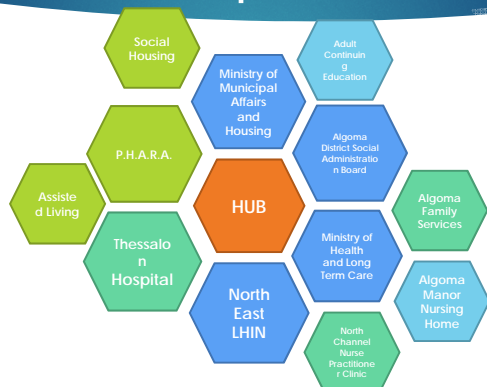 Social
Housing
Adult
Continuin
g
Education
Ministry of
Municipal
Affairs
and
Housing
P.H.A.R.A.
Algoma
District Social
Administratio
n Board
Assiste
d Living
HUB
Algoma
Family
Services
Thessalo
n
Hospital
Ministry of
Health
and Long
Term Care
North
East
LHIN
Algoma
Manor
Nursing
Home
North
Channel
Nurse
Practitione
r Clinic